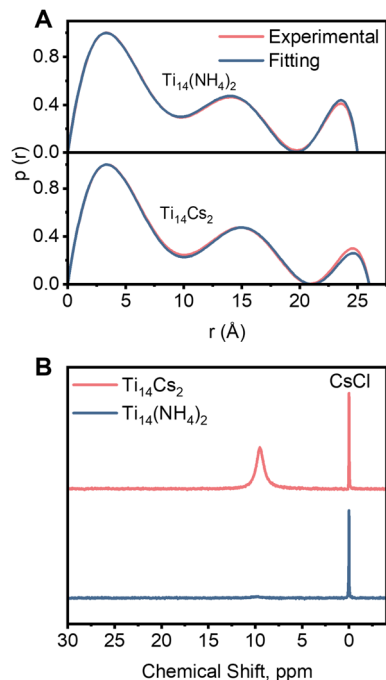 A
Experimental
Fitting
Ti14(NH4)2
p (r)
0.0
0.4
0.8
Ti14Cs2
0.0
0.4
0.8
0 5 10 15 20 25
r (Å)
B
Ti14Cs2
Ti14(NH4)2
CsCl
30 25 20 15 10 5 0
Chemical Shift, ppm